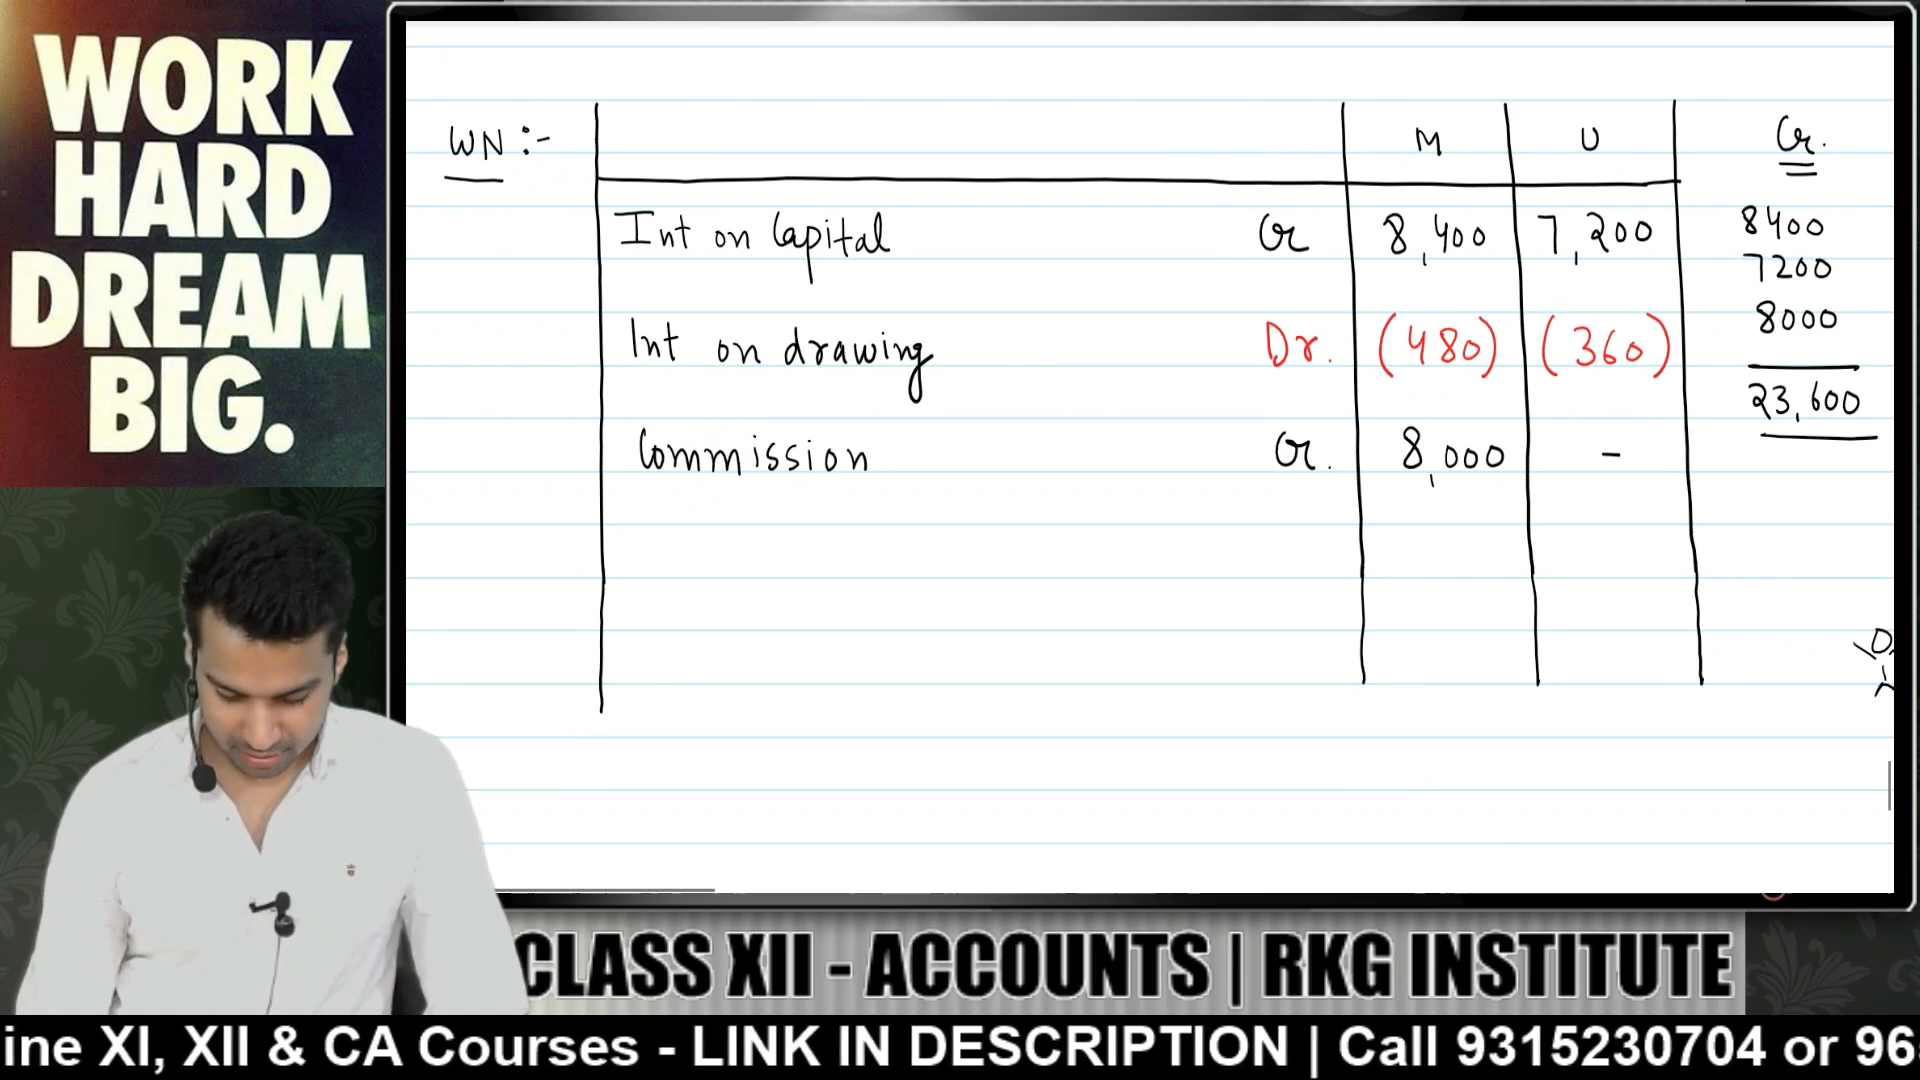 WORK
HARD
DREAM
BIG.
WN :-
M U Cr.
Int on Capital Cr 8,400 7,200 8400
7200
Int on drawing Dr. (480) (360) 8000
23,600
Commission Cr. 8,000 -
CLASS XII - ACCOUNTS | RKG INSTITUTE
ine XI, XII & CA Courses - LINK IN DESCRIPTION | Call 9315230704 or 96